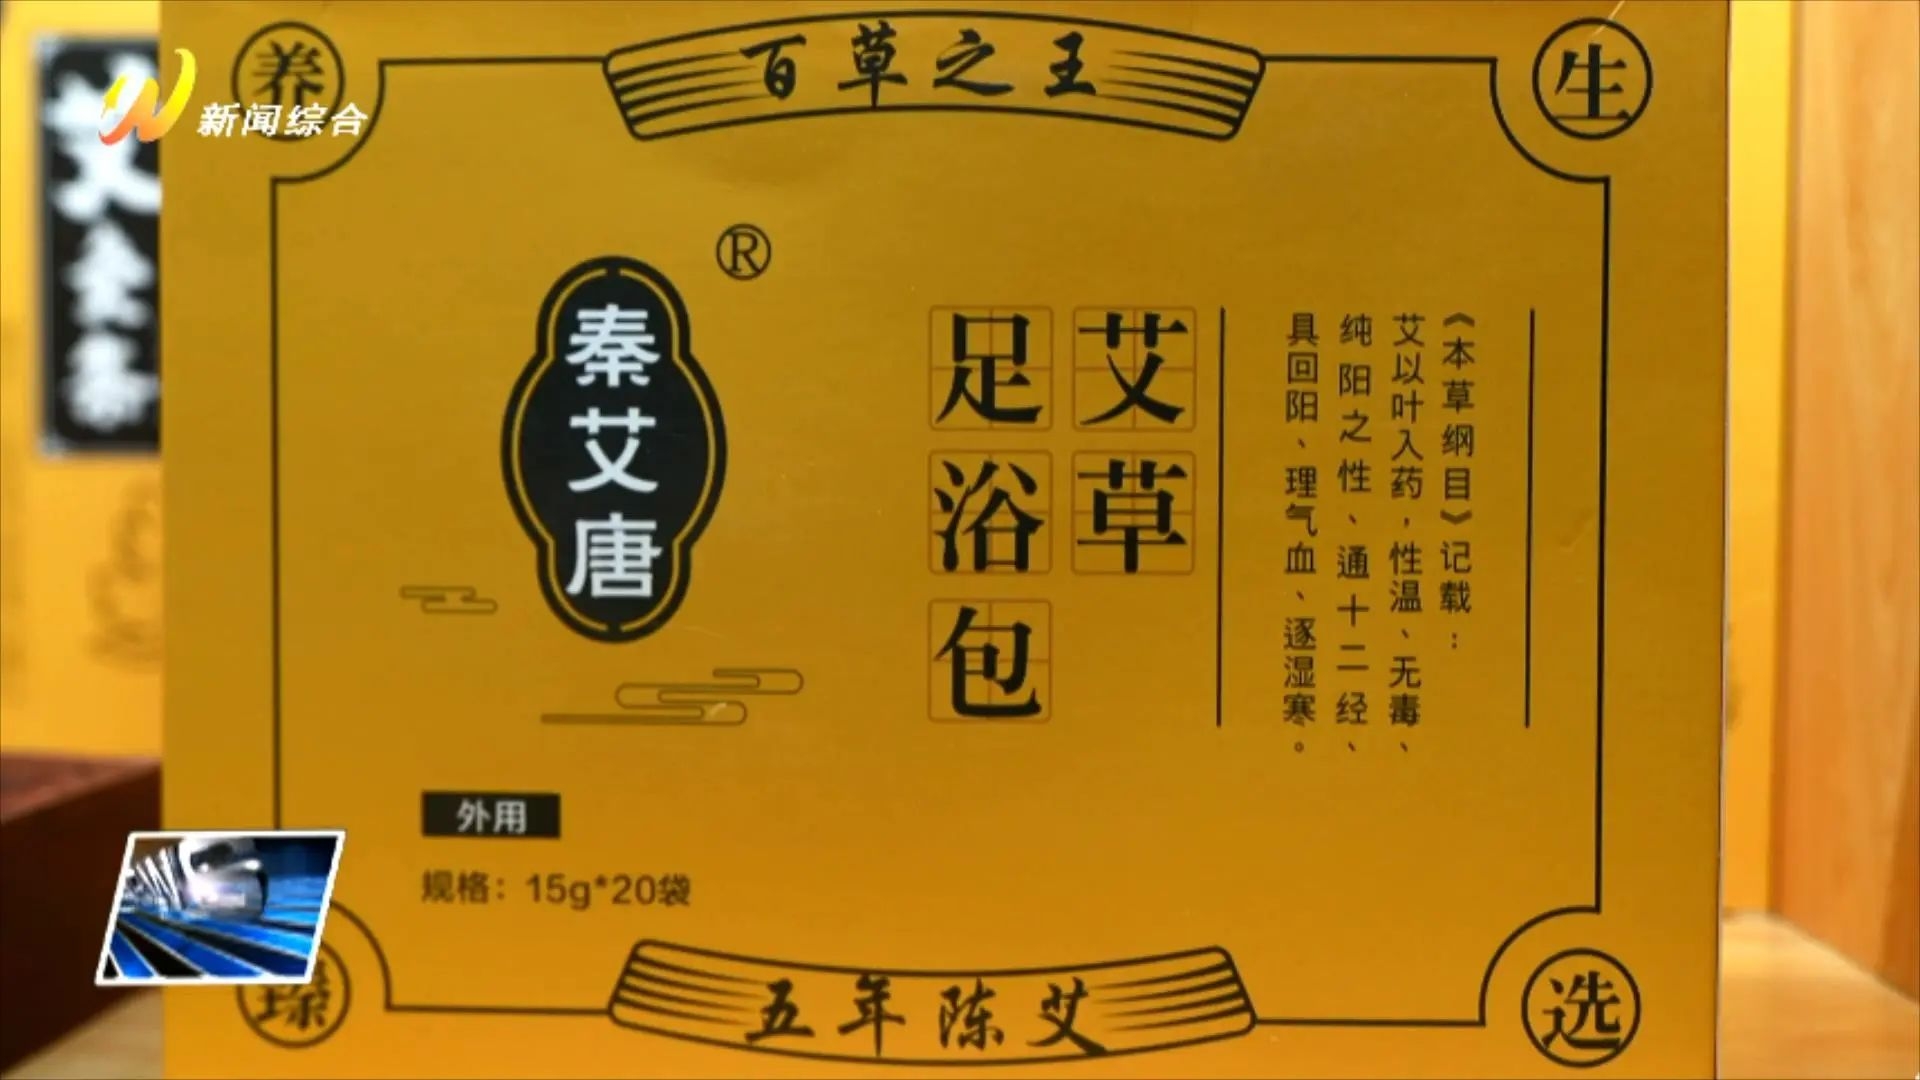 新闻综合
养
百草之王
生
秦艾唐
®
艾草
足浴包
《本草纲目》记载：
艾以叶入药，性温、无毒、
纯阳之性、通十二经、
具回阳、理气血、逐湿寒。
外用
规格：15g*20袋
臻
五年陈艾
选